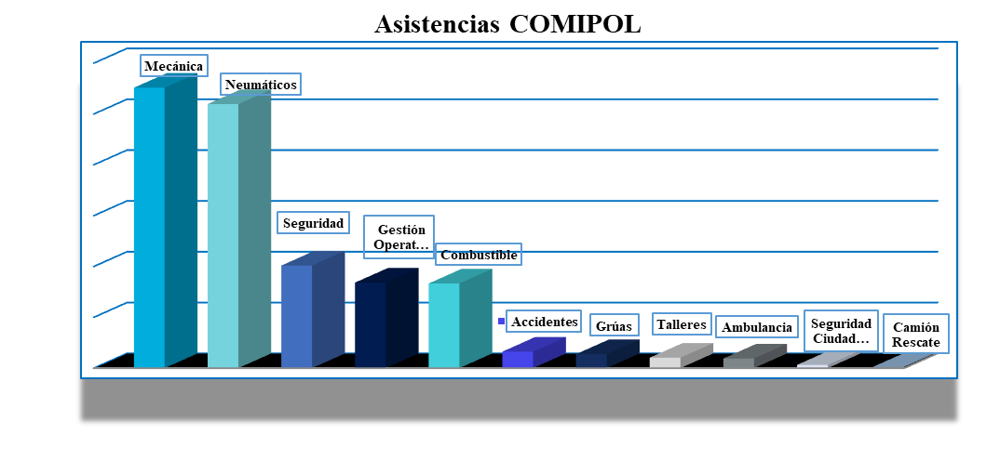 Asistencias COMIPOL
Mecánica
Neumáticos
Seguridad
Gestión
Operat…
Combustible
Accidentes
Grúas
Talleres
Ambulancia
Seguridad
Ciudad…
Camión
Rescate